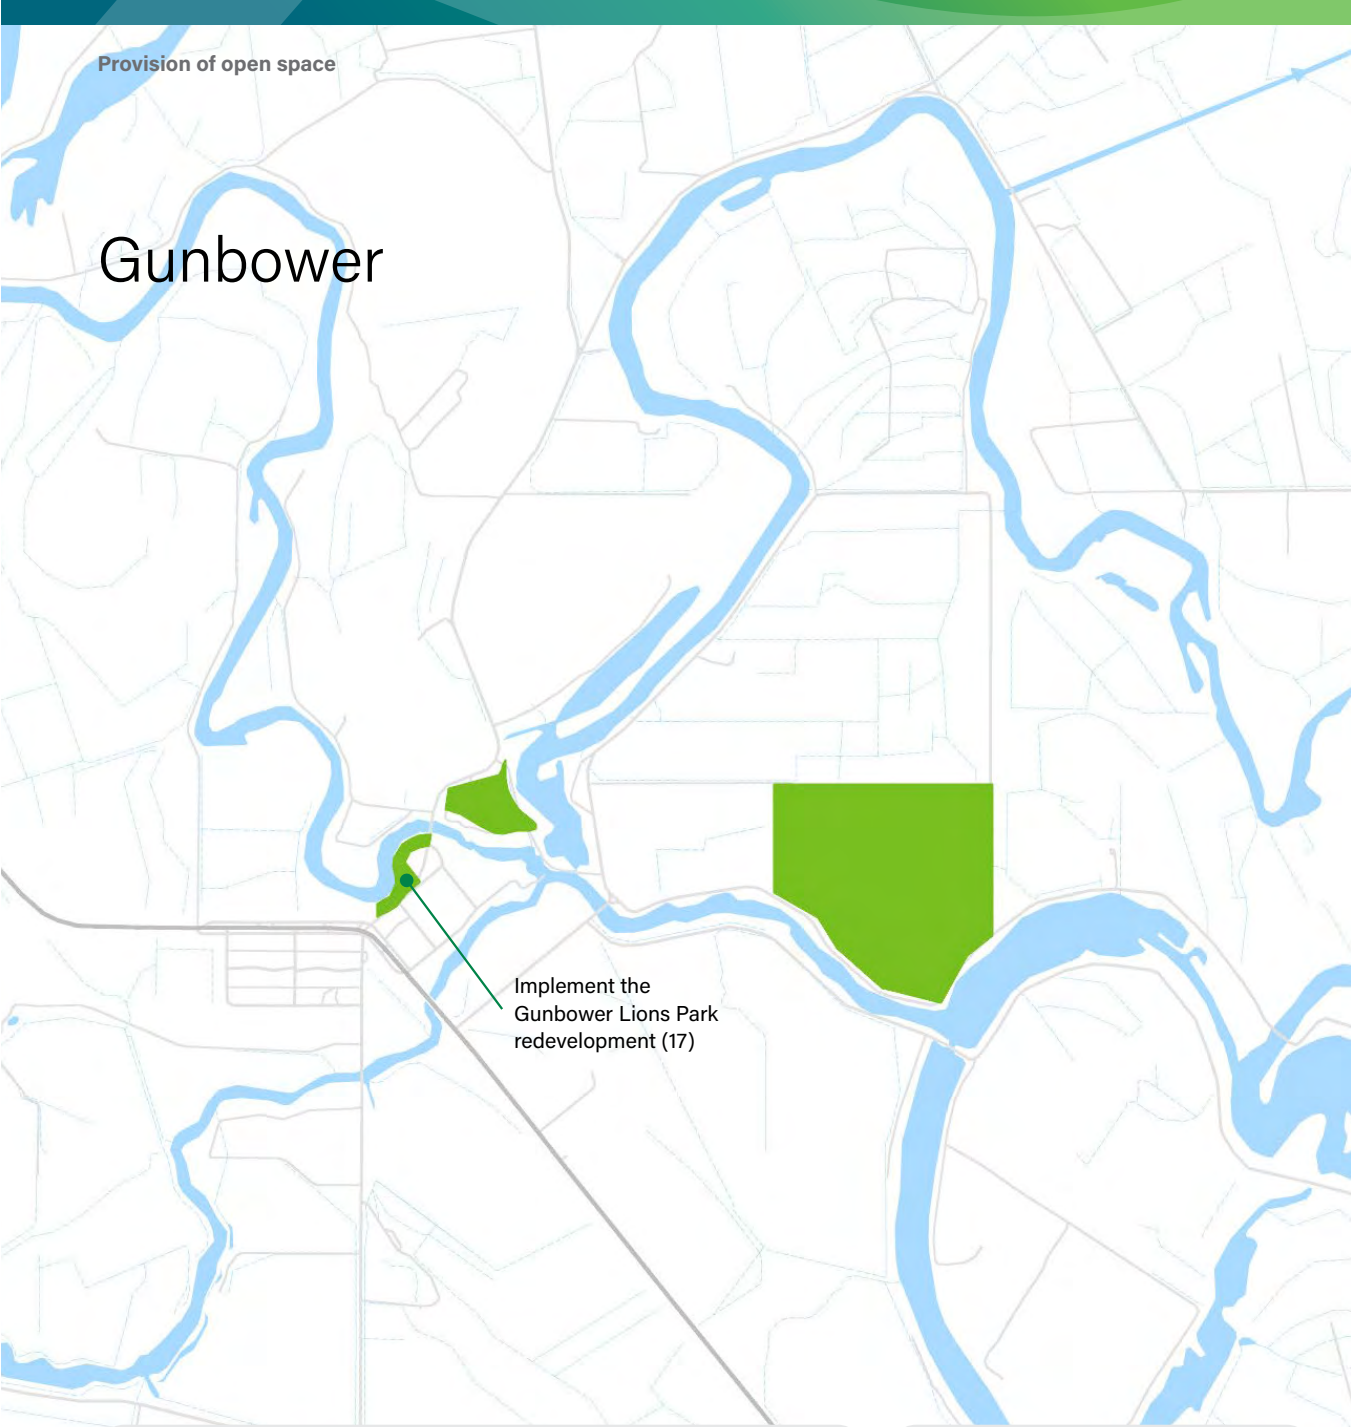 Provision of open space
Gunbower
Implement the
Gunbower Lions Park
redevelopment (17)